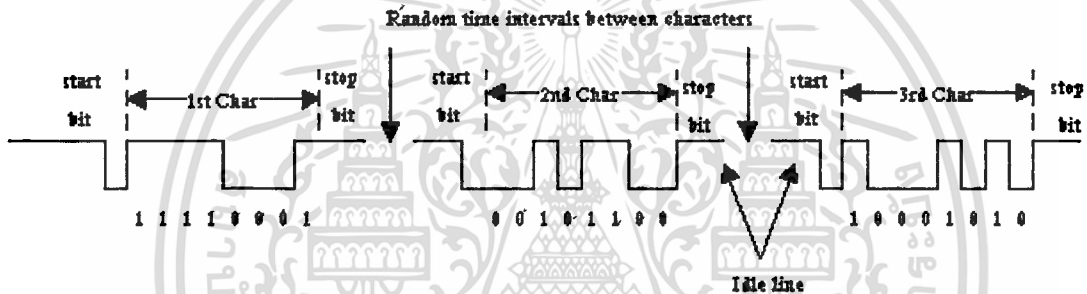 Random time intervals between characters
start 1st Char stop start 2nd Char stop start 3rd Char stop
bit bit bit bit bit bit
1 1 1 1 0 0 0 1 0 0 1 0 1 1 0 0 1 0 0 0 1 0 1 0
Idle line